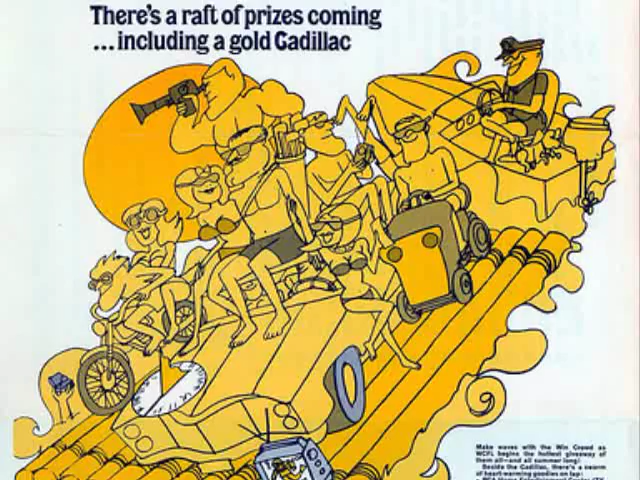 There's a raft of prizes coming
...including a gold Cadillac
Make waves with the Win Crowd as
WCFL begins the hottest giveaway of
them all—and all summer long!
Beside the Cadillac, there's a swarm
of heart-warming goodies on tap: